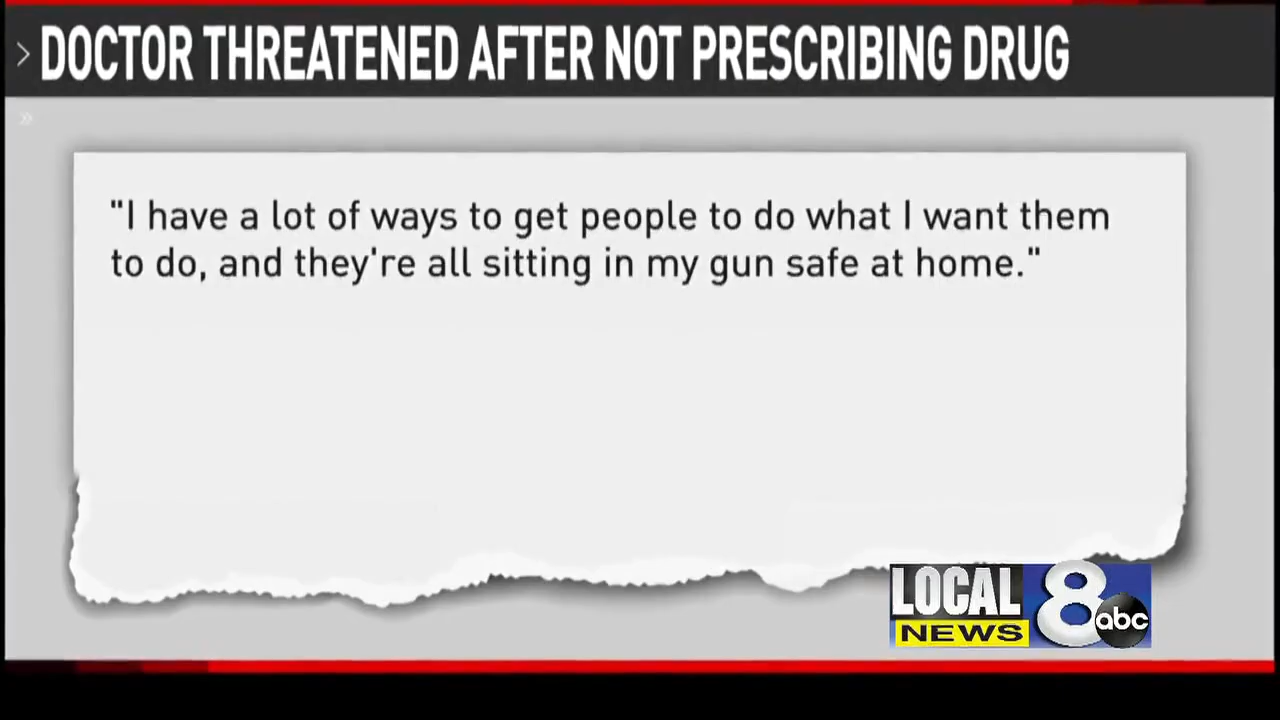 > DOCTOR THREATENED AFTER NOT PRESCRIBING DRUG
»
"I have a lot of ways to get people to do what I want them
to do, and they're all sitting in my gun safe at home."
LOCAL
NEWS
8
abc